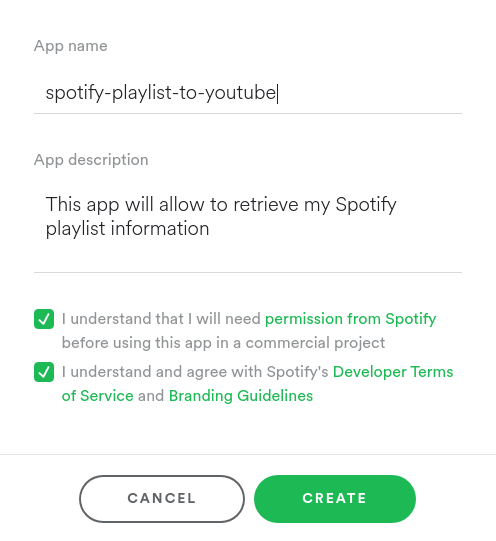 App name
spotify-playlist-to-youtube
App description
This app will allow to retrieve my Spotify
playlist information
I understand that I will need permission from Spotify
before using this app in a commercial project
I understand and agree with Spotify's Developer Terms
of Service and Branding Guidelines
CANCEL
CREATE